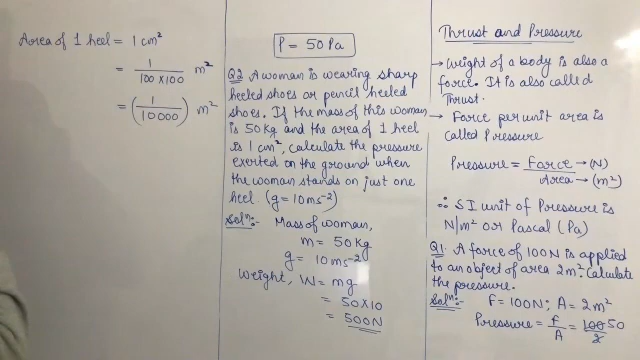 Thrust and Pressure
→ Weight of a body is also a
force. It is also called
Thrust.
→ Force per unit area is
called Pressure
Pressure = Force → (N)
Area → (m²)
∴ SI unit of Pressure is
N/m² or Pascal (Pa)
Q1. A force of 100N is applied
to an object of area 2m². Calculate
the pressure.
Solⁿ:- F = 100N; A = 2m²
Pressure = F/A = 100/2 50
P = 50 Pa
Q2 A woman is wearing sharp
heeled shoes or pencil heeled
shoes. If the mass of this woman
is 50 kg and the area of 1 heel
is 1 cm², calculate the pressure
exerted on the ground when
the woman stands on just one
heel (g = 10ms⁻²)
Solⁿ:- Mass of woman,
m = 50 kg
g = 10ms⁻²
Weight, W = mg
= 50×10
= 500N
Area of 1 heel = 1 cm²
= 1/100×100 m²
= (1/10000) m²